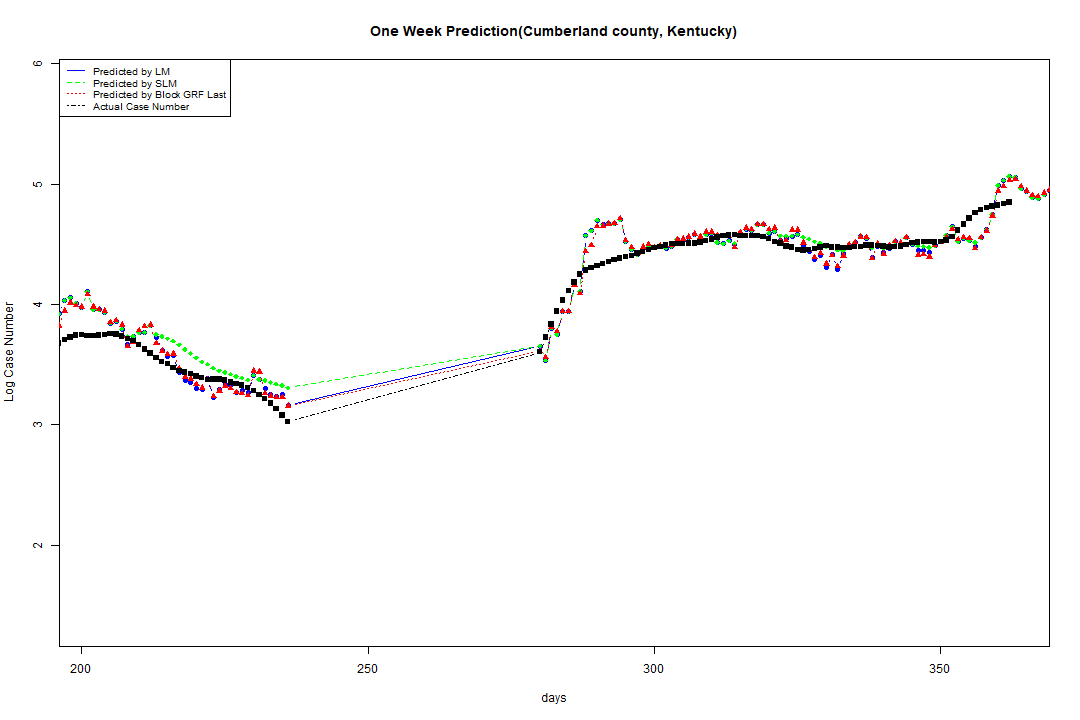 One Week Prediction(Cumberland county, Kentucky)
Predicted by LM
Predicted by SLM
Predicted by Block GRF Last
Actual Case Number
6
5
4
3
2
Log Case Number
200
250
300
350
days